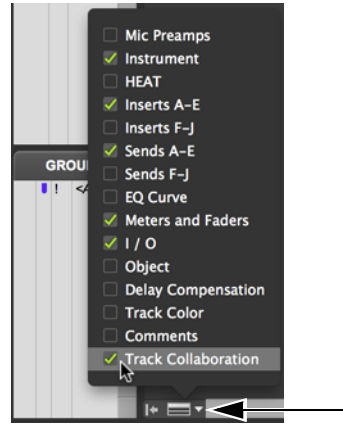 Mic Preamps
Instrument
HEAT
Inserts A-E
Inserts F-J
Sends A-E
Sends F-J
EQ Curve
Meters and Faders
I / O
Object
Delay Compensation
Track Color
Comments
Track Collaboration
GROU
! <A